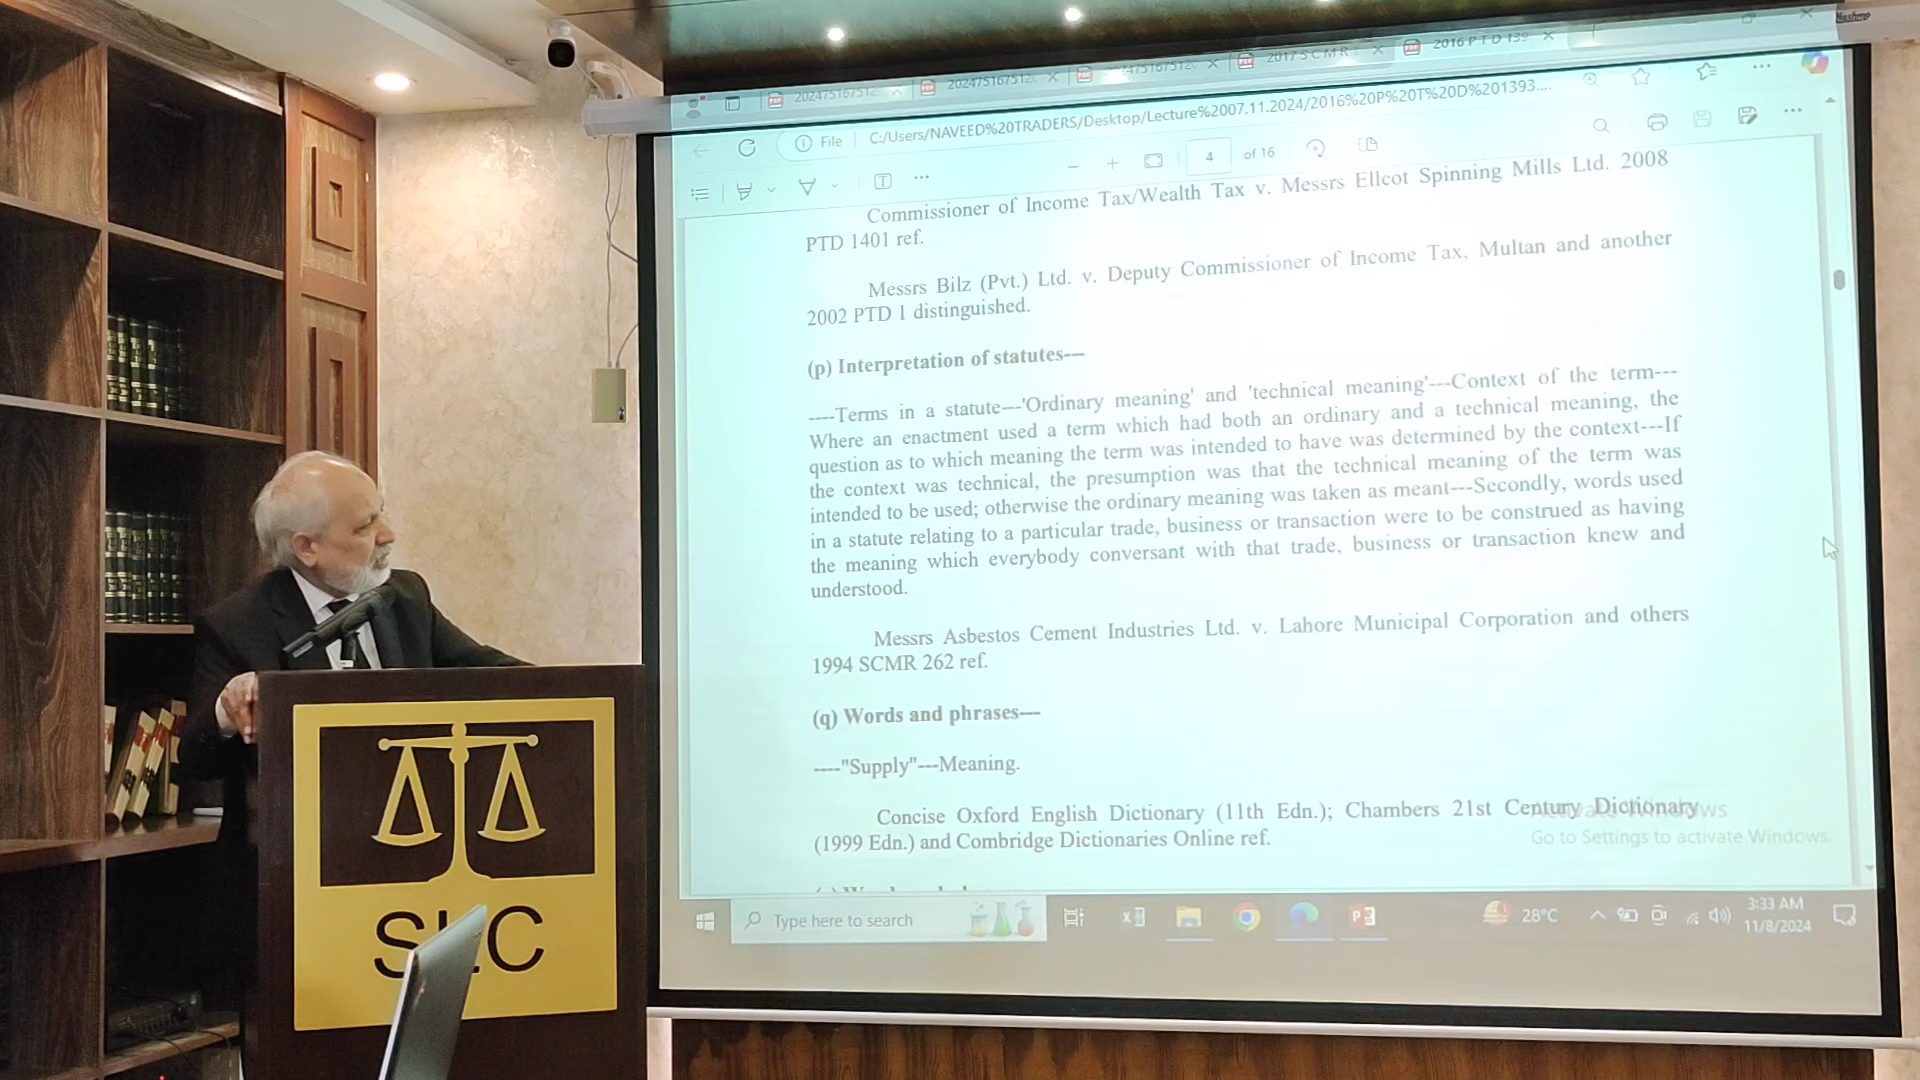 2024751675120
2024751675120
2024751675120
2017 S C M R
2016 P T D 139
File
C:/Users/NAVEED%20TRADERS/Desktop/Lecture%2007.11.2024/2016%20P%20T%20D%201393....
4 of 16
Commissioner of Income Tax/Wealth Tax v. Messrs Ellcot Spinning Mills Ltd. 2008
PTD 1401 ref.
Messrs Bilz (Pvt.) Ltd. v. Deputy Commissioner of Income Tax, Multan and another
2002 PTD 1 distinguished.
(p) Interpretation of statutes---
----Terms in a statute---'Ordinary meaning' and 'technical meaning'---Context of the term---
Where an enactment used a term which had both an ordinary and a technical meaning, the
question as to which meaning the term was intended to have was determined by the context---If
the context was technical, the presumption was that the technical meaning of the term was
intended to be used; otherwise the ordinary meaning was taken as meant---Secondly, words used
in a statute relating to a particular trade, business or transaction were to be construed as having
the meaning which everybody conversant with that trade, business or transaction knew and
understood.
Messrs Asbestos Cement Industries Ltd. v. Lahore Municipal Corporation and others
1994 SCMR 262 ref.
(q) Words and phrases---
----"Supply"---Meaning.
Concise Oxford English Dictionary (11th Edn.); Chambers 21st Century Dictionary
(1999 Edn.) and Combridge Dictionaries Online ref.
Activate Windows
Go to Settings to activate Windows.
Type here to search
28°C
3:33 AM
11/8/2024
SLC